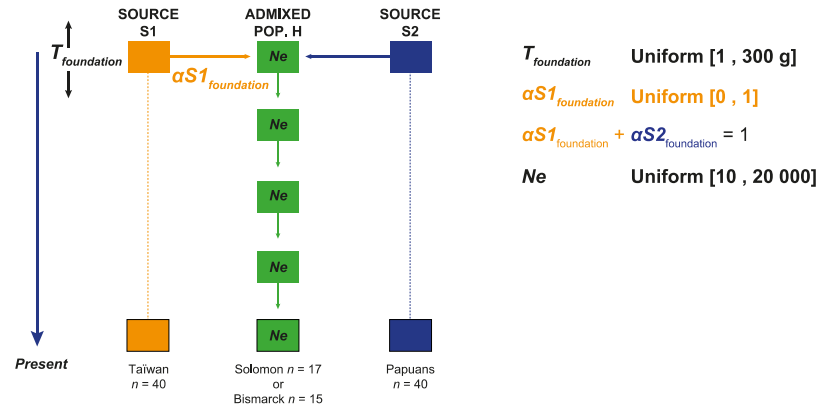 SOURCE
S1
ADMIXED
POP. H
SOURCE
S2
T foundation
αS1 foundation
Ne
Ne
Ne
Ne
Ne
Present
Taïwan
n = 40
Solomon n = 17
or
Bismarck n = 15
Papuans
n = 40
T foundation Uniform [1 , 300 g]
αS1 foundation Uniform [0 , 1]
αS1 foundation + αS2 foundation = 1
Ne Uniform [10 , 20 000]